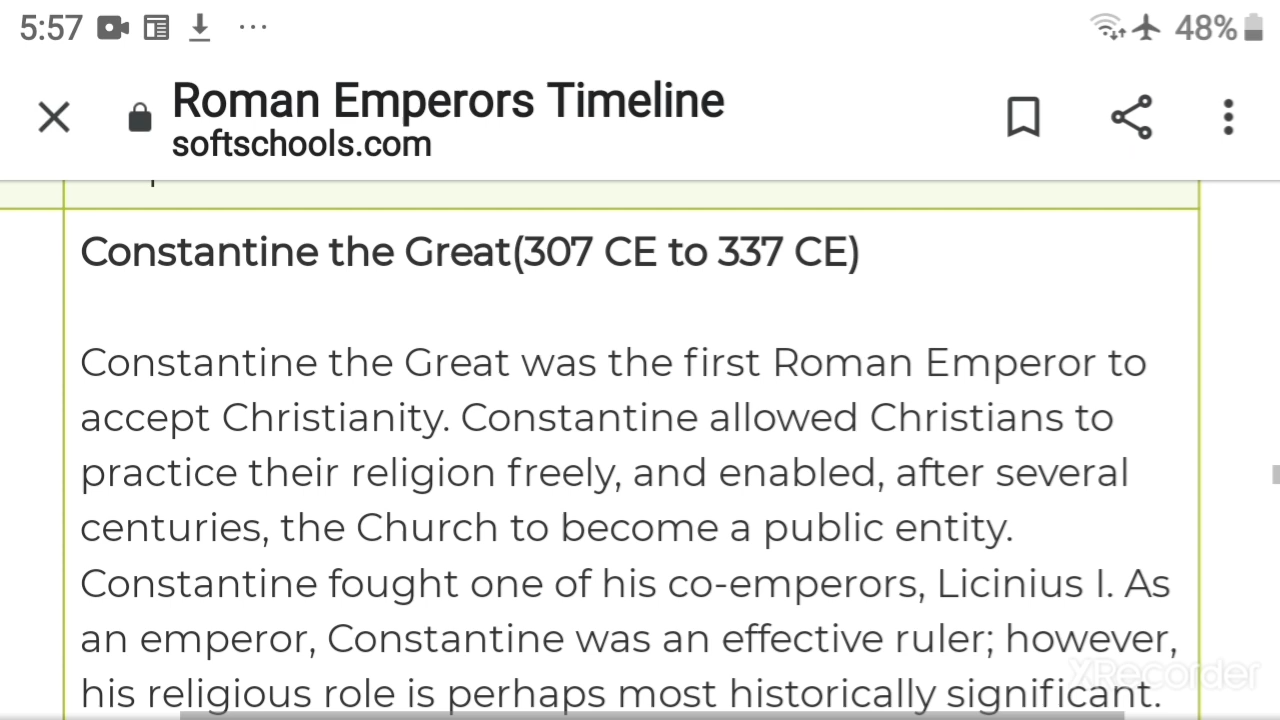 5:57 ... 48%
Roman Emperors Timeline
softschools.com
Constantine the Great(307 CE to 337 CE)
Constantine the Great was the first Roman Emperor to
accept Christianity. Constantine allowed Christians to
practice their religion freely, and enabled, after several
centuries, the Church to become a public entity.
Constantine fought one of his co-emperors, Licinius I. As
an emperor, Constantine was an effective ruler; however,
his religious role is perhaps most historically significant.
XRecorder